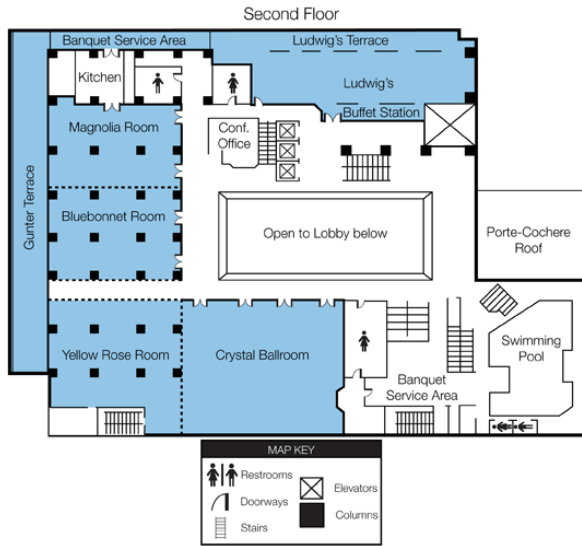 Second Floor
Banquet Service Area
Ludwig's Terrace
Kitchen
Ludwig's
Buffet Station
Magnolia Room
Conf.
Office
Gunter Terrace
Bluebonnet Room
Open to Lobby below
Porte-Cochere
Roof
Yellow Rose Room
Crystal Ballroom
Swimming
Pool
Banquet
Service Area
MAP KEY
Restrooms
Elevators
Doorways
Columns
Stairs